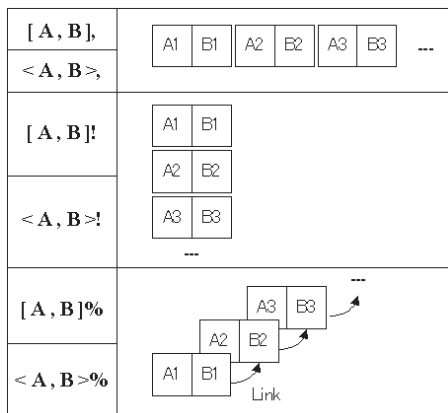 [ A , B ],
A1 B1 A2 B2 A3 B3 ---
< A , B >,
[ A , B ]!
A1 B1
A2 B2
< A , B >!
A3 B3
---
---
[ A , B ]%
A3 B3
A2 B2
< A , B >%
A1 B1
Link